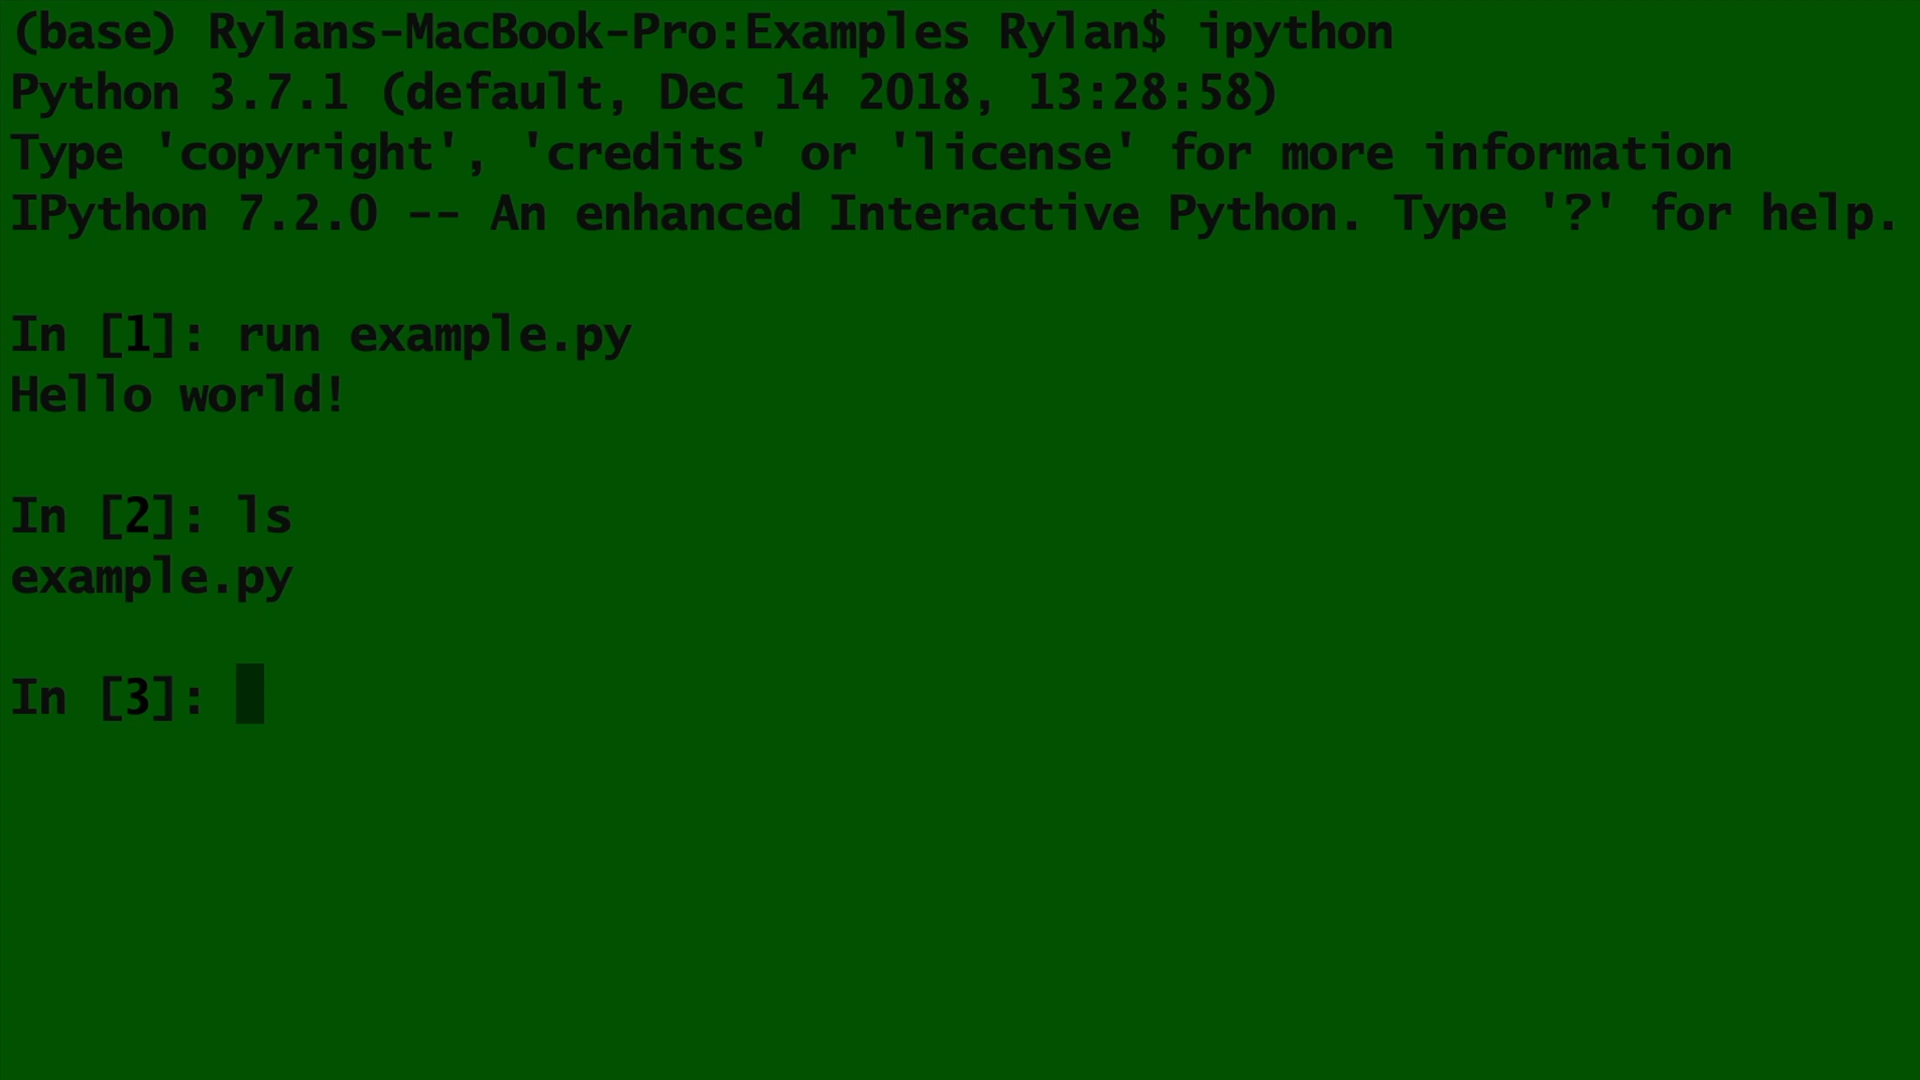 (base) Rylans-MacBook-Pro:Examples Rylan$ ipython
Python 3.7.1 (default, Dec 14 2018, 13:28:58)
Type 'copyright', 'credits' or 'license' for more information
IPython 7.2.0 -- An enhanced Interactive Python. Type '?' for help.
In [1]: run example.py
Hello world!
In [2]: ls
example.py
In [3]: